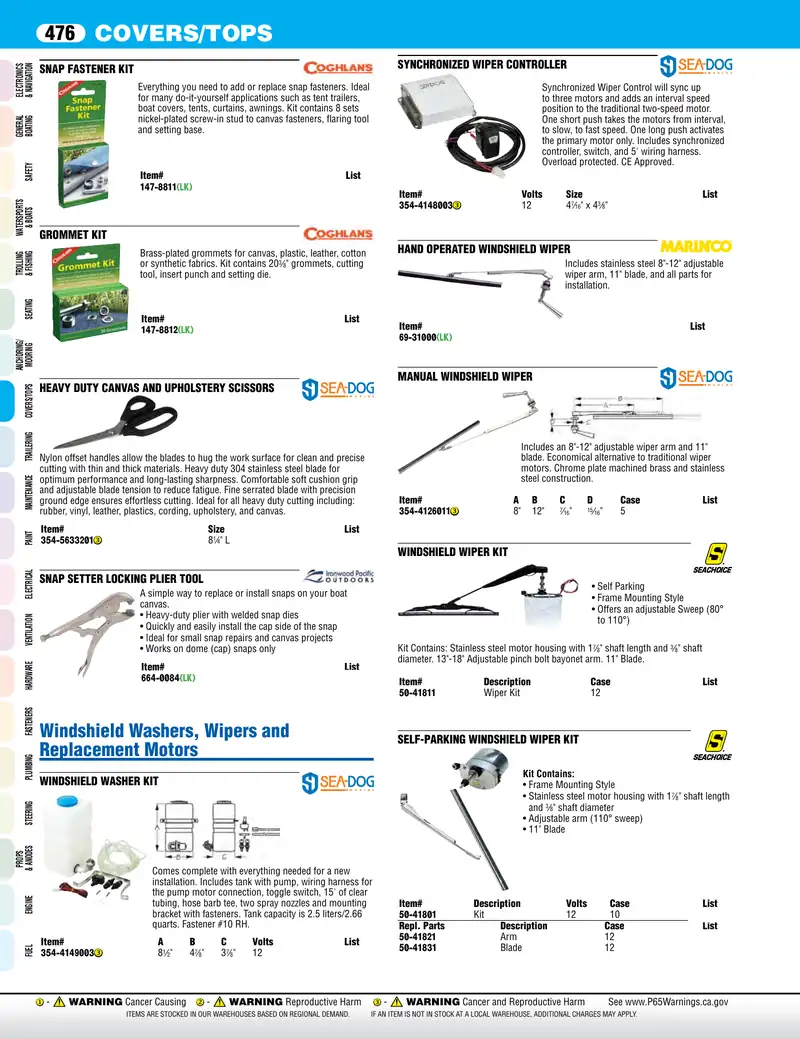 476 COVERS/TOPS
ELECTRONICS
& NAVIGATION
GENERAL
BOATING
SAFETY
WATERSPORTS
& BOATS
TROLLING
& FISHING
SEATING
ANCHORING/
MOORING
COVERS/TOPS
TRAILERING
MAINTENANCE
PAINT
ELECTRICAL
VENTILATION
HARDWARE
FASTENERS
PLUMBING
STEERING
PROPS
& ANODES
ENGINE
FUEL
SNAP FASTENER KIT
COGHLANS
Coghlan's
Snap
Fastener
Kit
Everything you need to add or replace snap fasteners. Ideal
for many do-it-yourself applications such as tent trailers,
boat covers, tents, curtains, awnings. Kit contains 8 sets
nickel-plated screw-in stud to canvas fasteners, flaring tool
and setting base.
Item# List
147-8811(LK)
GROMMET KIT
COGHLANS
Coghlan's
Grommet Kit
Brass-plated grommets for canvas, plastic, leather, cotton
or synthetic fabrics. Kit contains 20⅜" grommets, cutting
tool, insert punch and setting die.
Item# List
147-8812(LK)
HEAVY DUTY CANVAS AND UPHOLSTERY SCISSORS
SEA-DOG
Nylon offset handles allow the blades to hug the work surface for clean and precise
cutting with thin and thick materials. Heavy duty 304 stainless steel blade for
optimum performance and long-lasting sharpness. Comfortable soft cushion grip
and adjustable blade tension to reduce fatigue. Fine serrated blade with precision
ground edge ensures effortless cutting. Ideal for all heavy duty cutting including:
rubber, vinyl, leather, plastics, cording, upholstery, and canvas.
Item# Size List
354-5633201 3 8¼" L
SNAP SETTER LOCKING PLIER TOOL
Ironwood Pacific
OUTDOORS
A simple way to replace or install snaps on your boat
canvas.
• Heavy-duty plier with welded snap dies
• Quickly and easily install the cap side of the snap
• Ideal for small snap repairs and canvas projects
• Works on dome (cap) snaps only
Item# List
664-0084(LK)
Windshield Washers, Wipers and
Replacement Motors
WINDSHIELD WASHER KIT
SEA-DOG
Comes complete with everything needed for a new
installation. Includes tank with pump, wiring harness for
the pump motor connection, toggle switch, 15' of clear
tubing, hose barb tee, two spray nozzles and mounting
bracket with fasteners. Tank capacity is 2.5 liters/2.66
quarts. Fastener #10 RH.
Item# A B C Volts List
354-4149003 3 8½" 4⅞" 3⅞" 12
SYNCHRONIZED WIPER CONTROLLER
SEA-DOG
Synchronized Wiper Control will sync up
to three motors and adds an interval speed
position to the traditional two-speed motor.
One short push takes the motors from interval,
to slow, to fast speed. One long push activates
the primary motor only. Includes synchronized
controller, switch, and 5' wiring harness.
Overload protected. CE Approved.
Item# Volts Size List
354-4148003 3 12 4⁷⁄₁₆" x 4⅜"
HAND OPERATED WINDSHIELD WIPER
MARINCO
Includes stainless steel 8"-12" adjustable
wiper arm, 11" blade, and all parts for
installation.
Item# List
69-31000(LK)
MANUAL WINDSHIELD WIPER
SEA-DOG
B
A
C
Includes an 8"-12" adjustable wiper arm and 11"
blade. Economical alternative to traditional wiper
motors. Chrome plate machined brass and stainless
steel construction.
Item# A B C D Case List
354-4126011 3 8" 12" ⁷⁄₁₆" ¹⁵⁄₁₆" 5
WINDSHIELD WIPER KIT
S
SEACHOICE
• Self Parking
• Frame Mounting Style
• Offers an adjustable Sweep (80°
to 110°)
Kit Contains: Stainless steel motor housing with 1⅞" shaft length and ⅜" shaft
diameter. 13"-18" Adjustable pinch bolt bayonet arm. 11" Blade.
Item# Description Case List
50-41811 Wiper Kit 12
SELF-PARKING WINDSHIELD WIPER KIT
S
SEACHOICE
Kit Contains:
• Frame Mounting Style
• Stainless steel motor housing with 1⅞" shaft length
and ⅜" shaft diameter
• Adjustable arm (110° sweep)
• 11" Blade
Item# Description Volts Case List
50-41801 Kit 12 10
Repl. Parts Description Case List
50-41821 Arm 12
50-41831 Blade 12
1 - WARNING Cancer Causing 2 - WARNING Reproductive Harm 3 - WARNING Cancer and Reproductive Harm See www.P65Warnings.ca.gov
ITEMS ARE STOCKED IN OUR WAREHOUSES BASED ON REGIONAL DEMAND. IF AN ITEM IS NOT IN STOCK AT A LOCAL WAREHOUSE, ADDITIONAL CHARGES MAY APPLY.